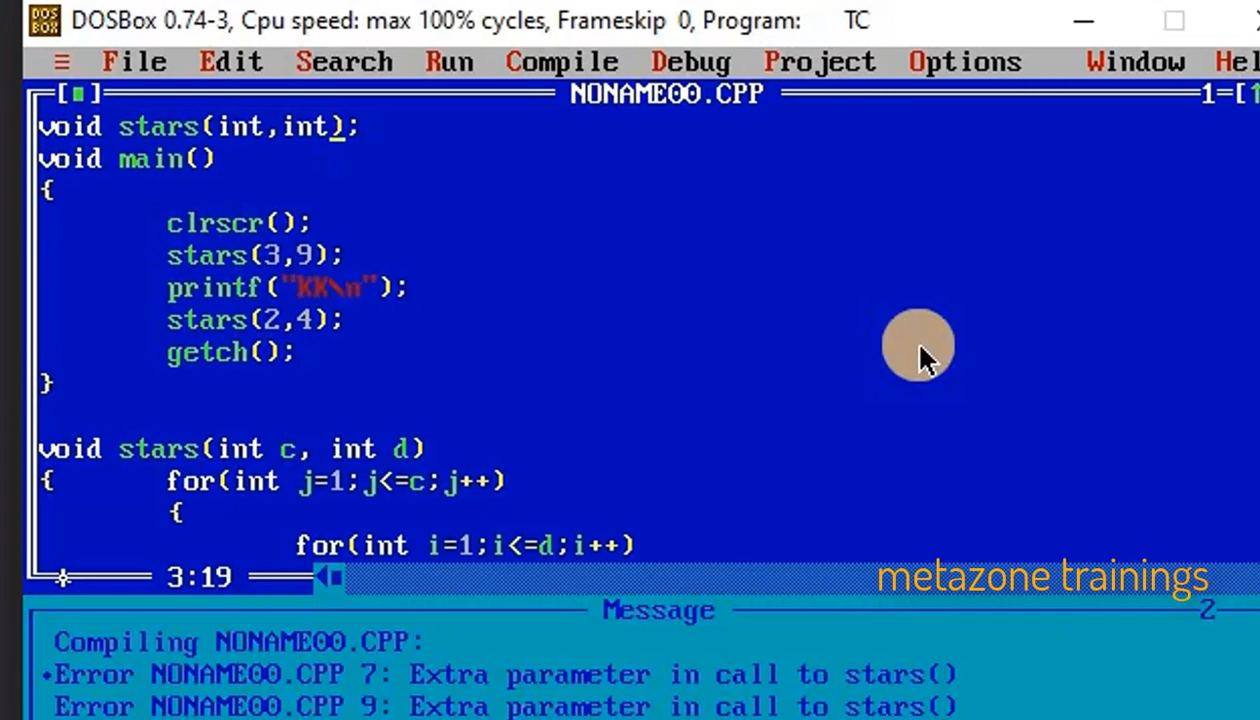 DOS BOX DOSBox 0.74-3, Cpu speed: max 100% cycles, Frameskip 0, Program: TC
≡ File Edit Search Run Compile Debug Project Options Window Hel
[■] NONAME00.CPP 1=[↑
void stars(int,int);
void main()
{
clrscr();
stars(3,9);
printf("KK\n");
stars(2,4);
getch();
}
void stars(int c, int d)
{ for(int j=1;j<=c;j++)
{
for(int i=1;i<=d;i++)
3:19
metazone trainings
Message 2
Compiling NONAME00.CPP:
•Error NONAME00.CPP 7: Extra parameter in call to stars()
Error NONAME00.CPP 9: Extra parameter in call to stars()